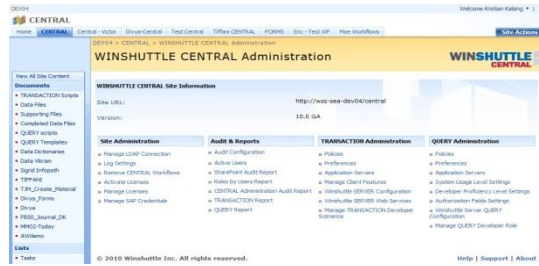 DEV04
Welcome Kristian Kalsing
CENTRAL
Home CENTRAL Central - Victor Divya-Central Test Central Tiffani CENTRAL FORMS Eric - Test WF Mae Workflows Site Actions
DEV04 > CENTRAL > WINSHUTTLE CENTRAL Administration
WINSHUTTLE CENTRAL Administration
WINSHUTTLE
CENTRAL
View All Site Content
Documents
TRANSACTION Scripts
Data Files
Supporting Files
Completed Data Files
QUERY scripts
QUERY Templates
Data Dictionaries
Data Vikram
Signd Infopath
TIFFANI
TJM_Create_Material
Divya_Forms
Divya
FB50_Journal_DK
MM02-Today
AWdemo
Lists
Tasks
WINSHUTTLE CENTRAL Site Information
Site URL: http://wss-sea-dev04/central
Version: 10.0 GA
Site Administration
Manage LDAP Connection
Log Settings
Remove CENTRAL Workflows
Activate Licenses
Manage Licenses
Manage SAP Credentials
Audit & Reports
Audit Configuration
Active Users
SharePoint Audit Report
Roles by Users Report
CENTRAL Administration Audit Report
TRANSACTION Report
QUERY Report
TRANSACTION Administration
Policies
Preferences
Application Servers
Manage Client Features
Winshuttle SERVER Configuration
Winshuttle SERVER Web Services
Manage TRANSACTION Developer
Scenarios
QUERY Administration
Policies
Preferences
Application Servers
System Usage Level Settings
Developer Proficiency Level Settings
Authorization Fields Settings
Winshuttle Server QUERY
Configuration
Manage QUERY Developer Role
© 2010 Winshuttle Inc. All rights reserved.
Help | Support | About